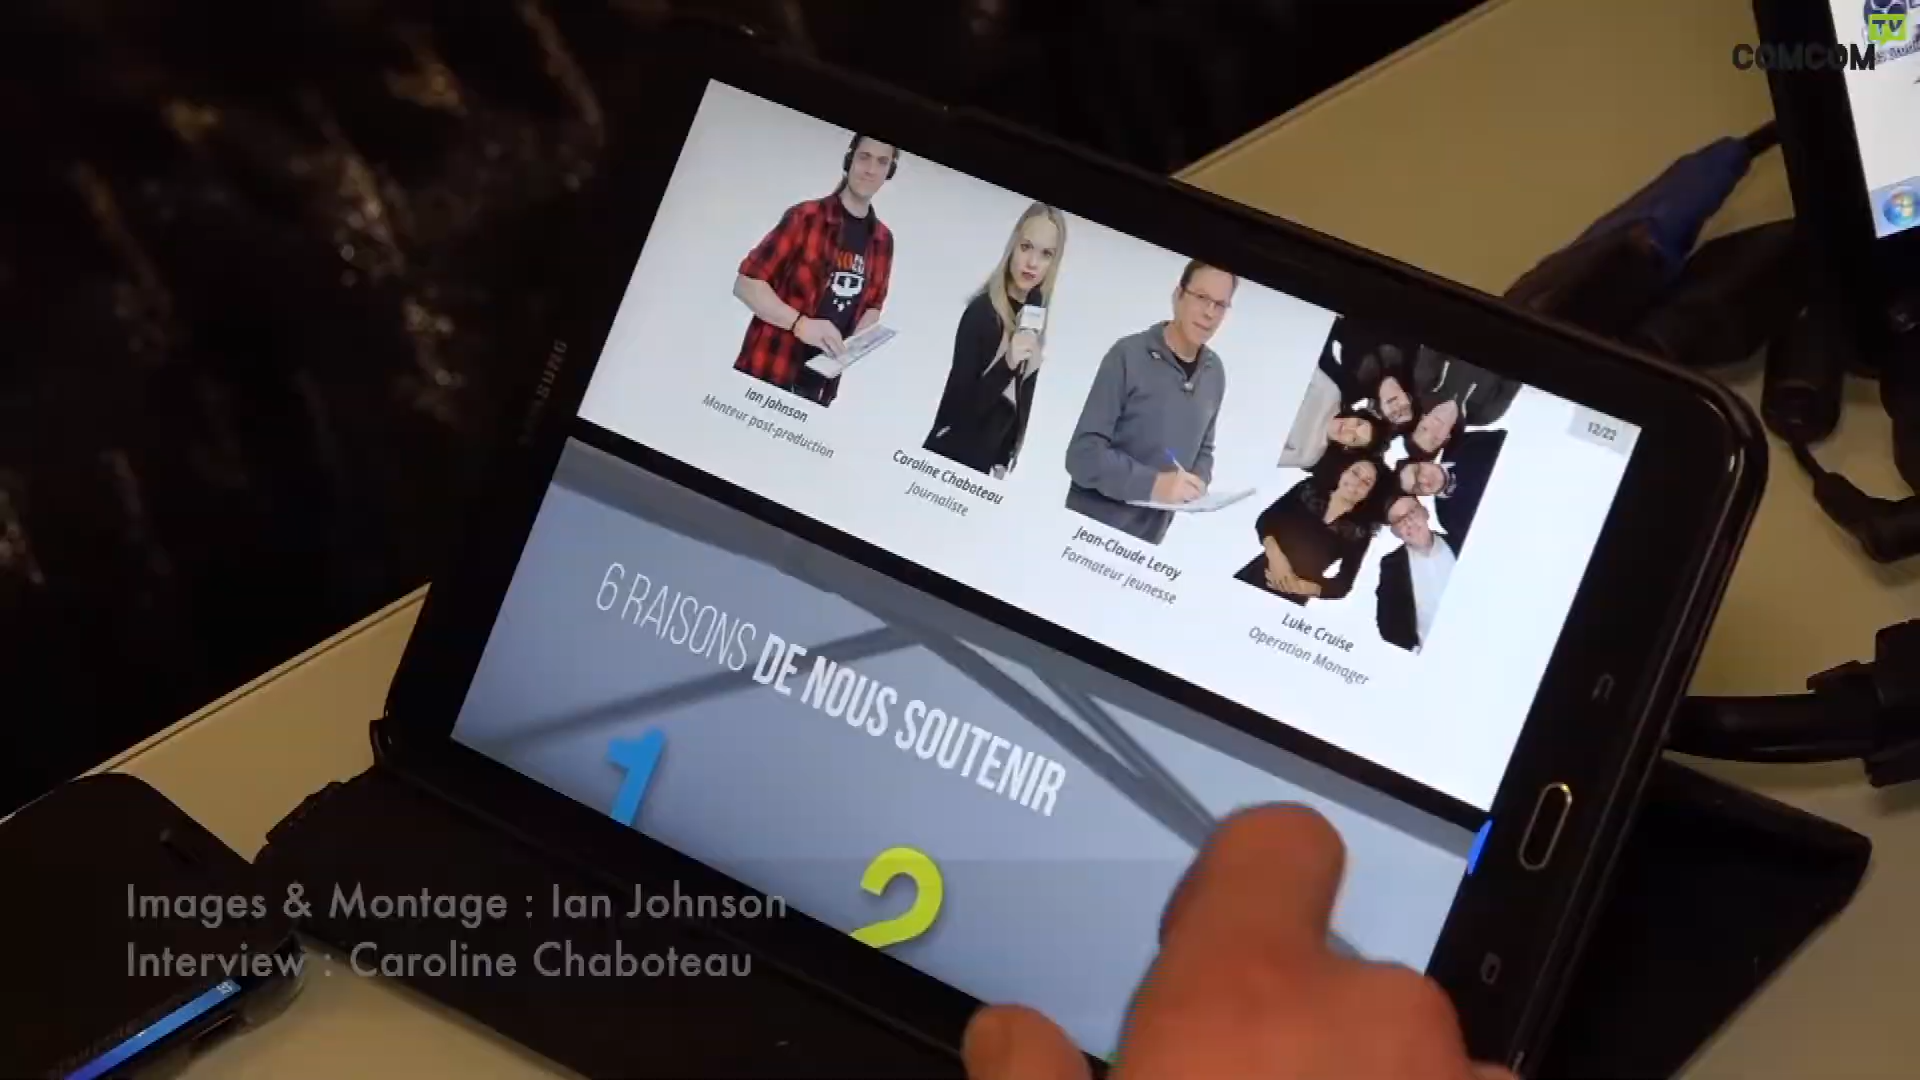 TV
COMCOM
12/22
Ian Johnson
Monteur post-production
Caroline Chaboteau
Journaliste
Jean-Claude Leroy
Formateur jeunesse
Luke Cruise
Operation Manager
SAMSUNG
6 RAISONS DE NOUS SOUTENIR
1
2
Images & Montage : Ian Johnson
Interview : Caroline Chaboteau